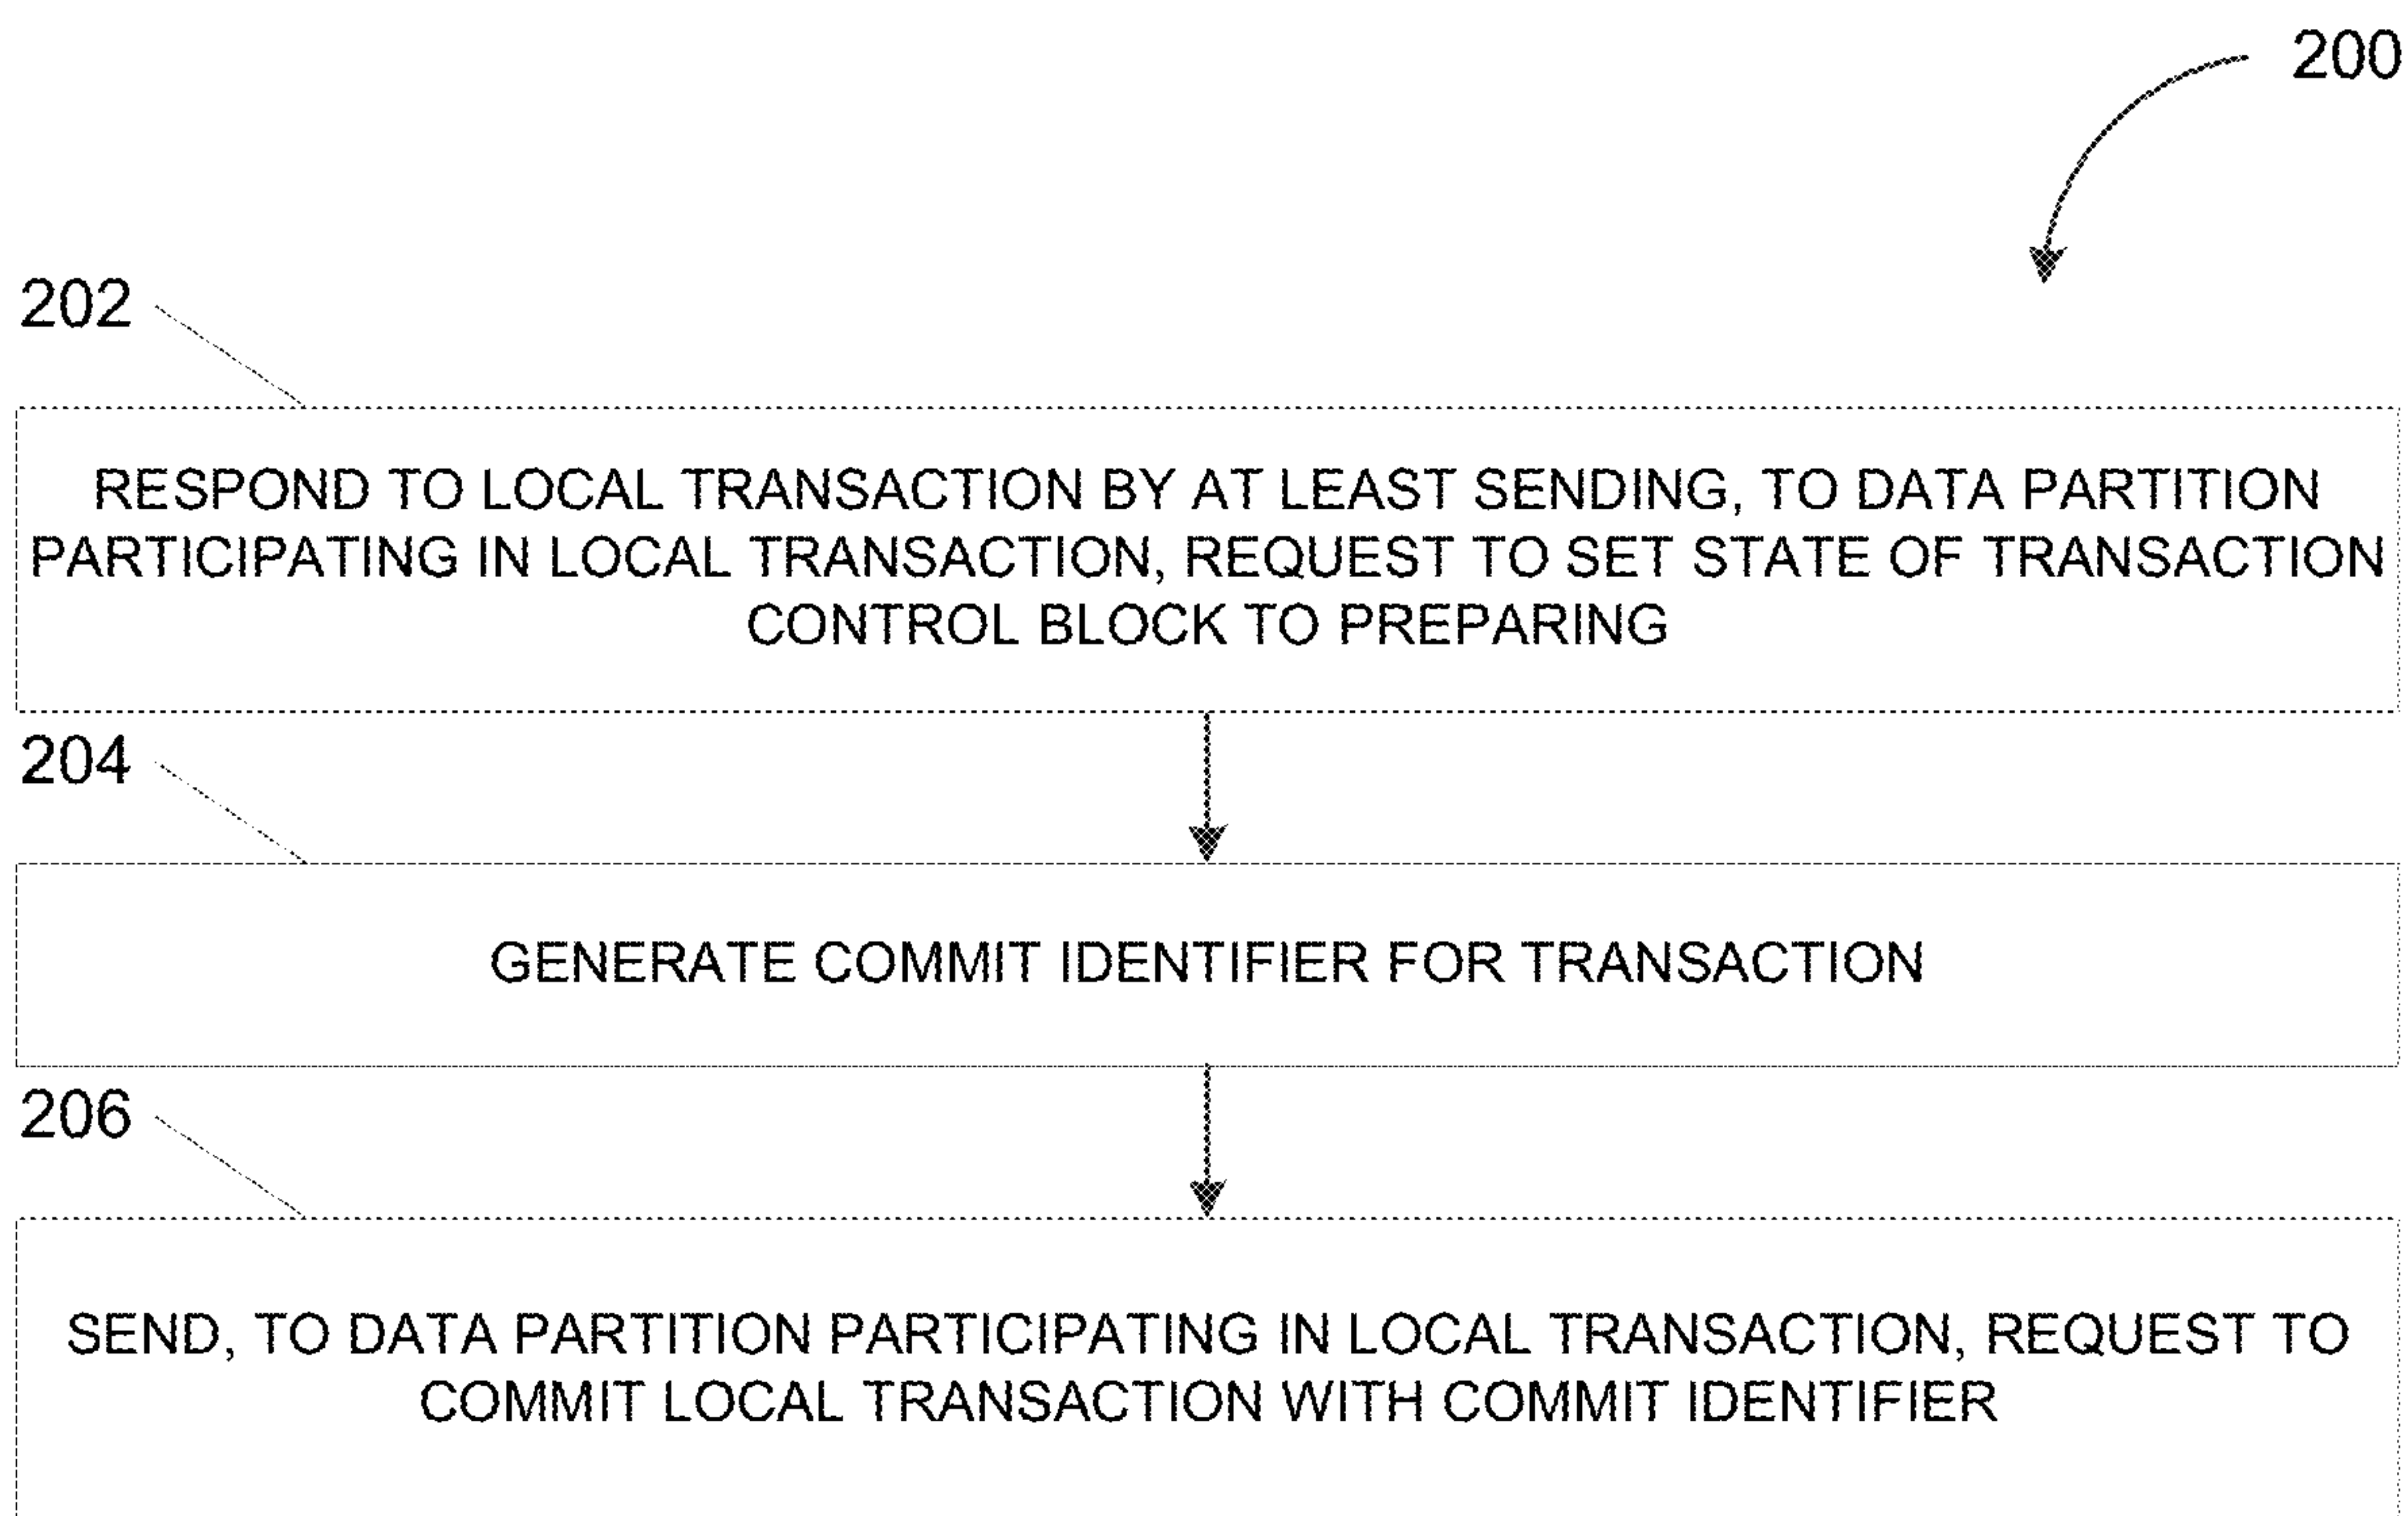 200
202
RESPOND TO LOCAL TRANSACTION BY AT LEAST SENDING, TO DATA PARTITION
PARTICIPATING IN LOCAL TRANSACTION, REQUEST TO SET STATE OF TRANSACTION
CONTROL BLOCK TO PREPARING
204
GENERATE COMMIT IDENTIFIER FOR TRANSACTION
206
SEND, TO DATA PARTITION PARTICIPATING IN LOCAL TRANSACTION, REQUEST TO
COMMIT LOCAL TRANSACTION WITH COMMIT IDENTIFIER